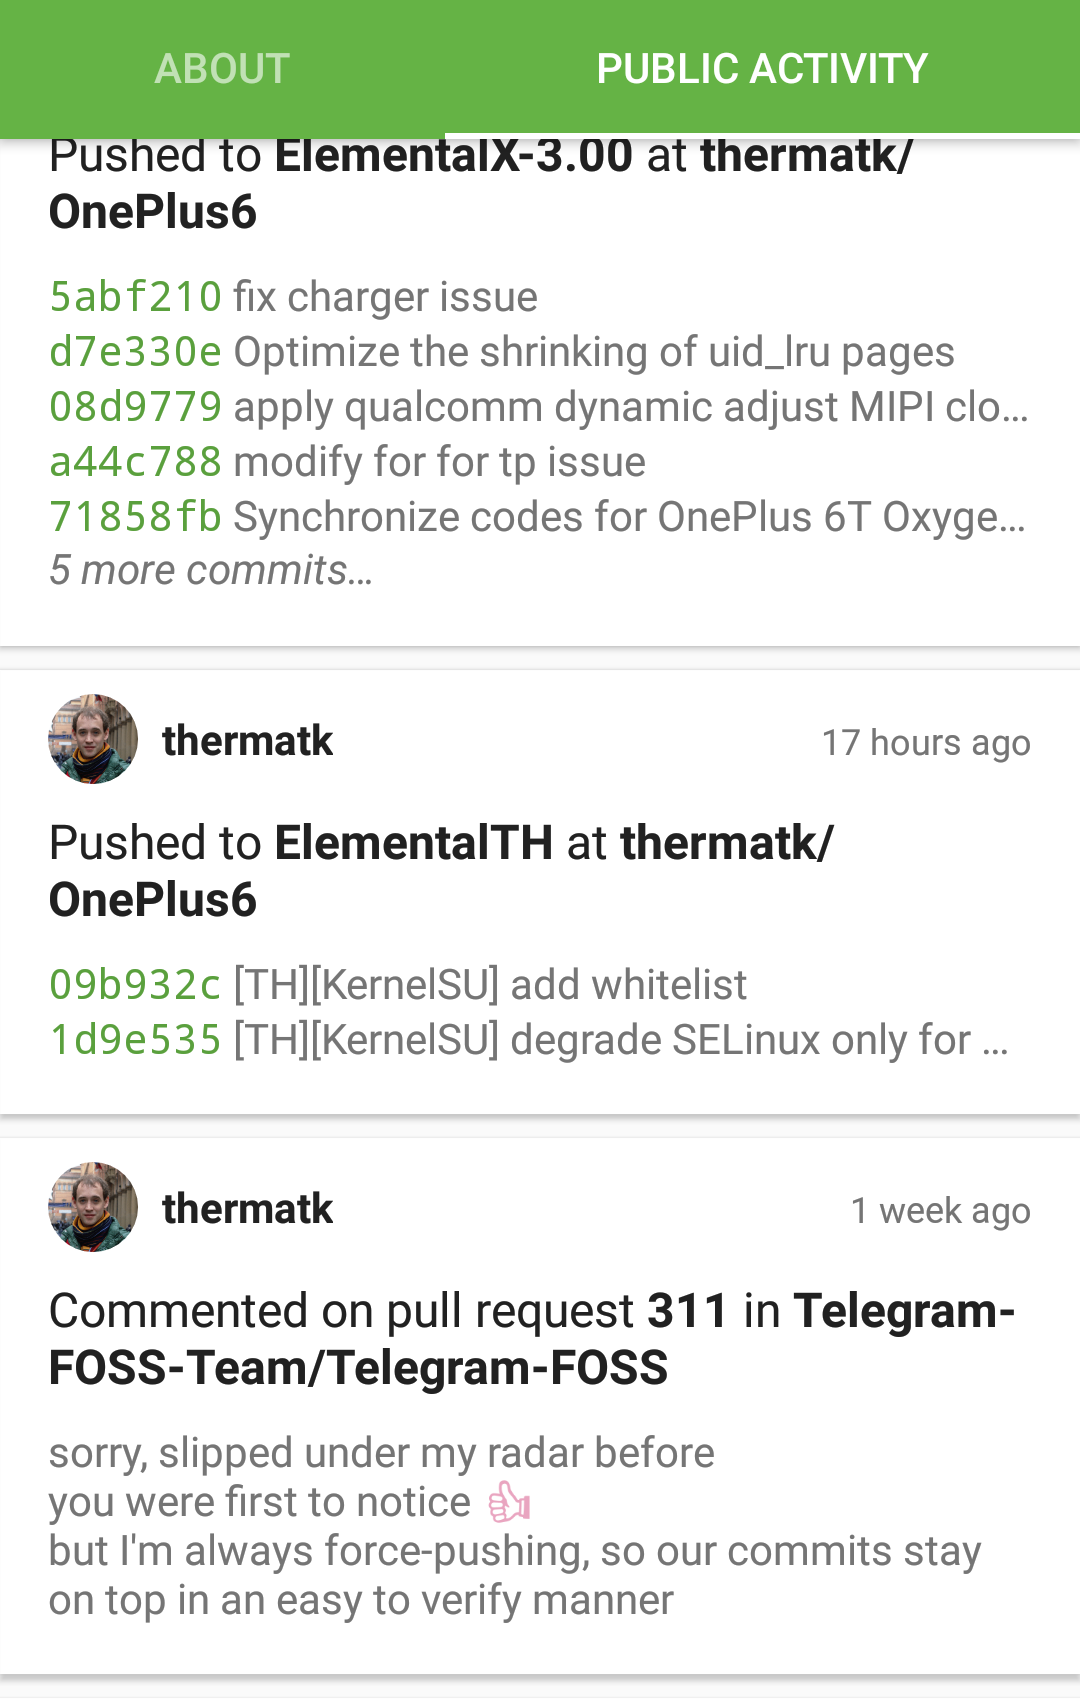 ABOUT
PUBLIC ACTIVITY
Pushed to ElementalX-3.00 at thermatk/
OnePlus6
5abf210 fix charger issue
d7e330e Optimize the shrinking of uid_lru pages
08d9779 apply qualcomm dynamic adjust MIPI clo...
a44c788 modify for for tp issue
71858fb Synchronize codes for OnePlus 6T Oxyge...
5 more commits...
thermatk
17 hours ago
Pushed to ElementalTH at thermatk/
OnePlus6
09b932c [TH][KernelSU] add whitelist
1d9e535 [TH][KernelSU] degrade SELinux only for ...
thermatk
1 week ago
Commented on pull request 311 in Telegram-
FOSS-Team/Telegram-FOSS
sorry, slipped under my radar before
you were first to notice 👍
but I'm always force-pushing, so our commits stay
on top in an easy to verify manner